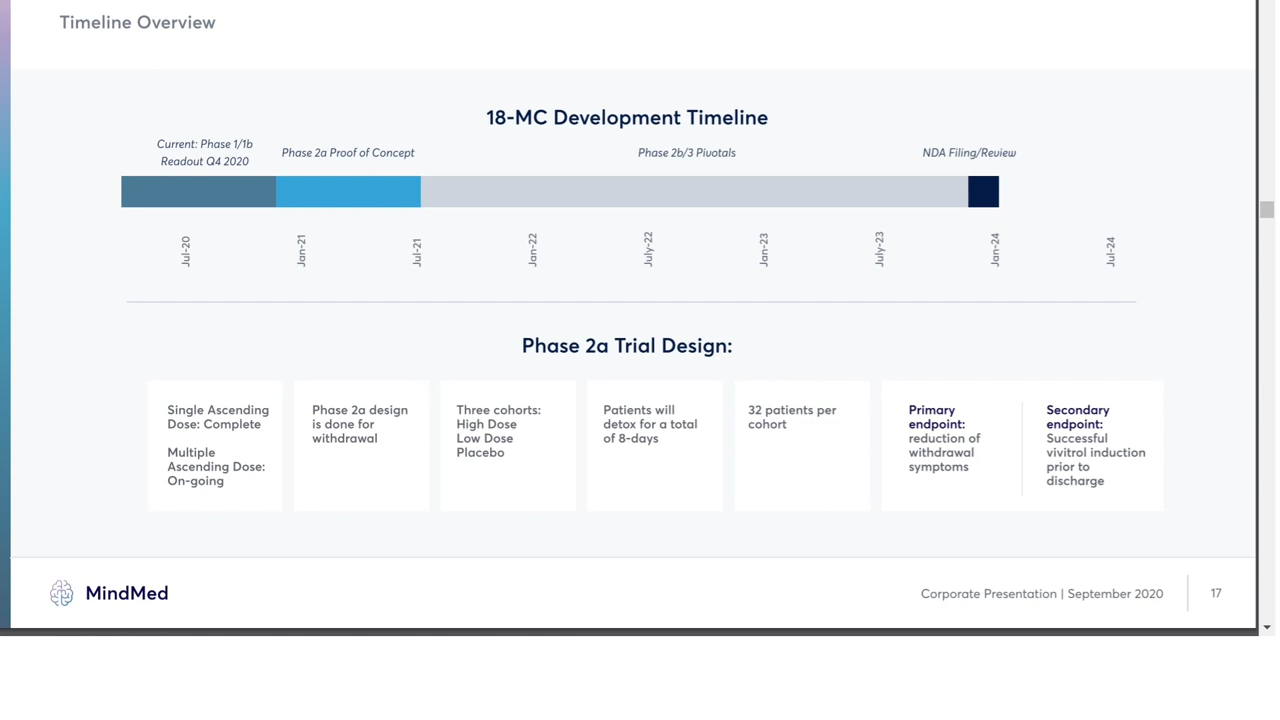 Timeline Overview
18-MC Development Timeline
Current: Phase 1/1b
Readout Q4 2020
Phase 2a Proof of Concept
Phase 2b/3 Pivotals
NDA Filing/Review
Jul-20
Jan-21
Jul-21
Jan-22
July-22
Jan-23
July-23
Jan-24
Jul-24
Phase 2a Trial Design:
Single Ascending
Dose: Complete
Multiple
Ascending Dose:
On-going
Phase 2a design
is done for
withdrawal
Three cohorts:
High Dose
Low Dose
Placebo
Patients will
detox for a total
of 8-days
32 patients per
cohort
Primary
endpoint:
reduction of
withdrawal
symptoms
Secondary
endpoint:
Successful
vivitrol induction
prior to
discharge
MindMed
Corporate Presentation | September 2020
17